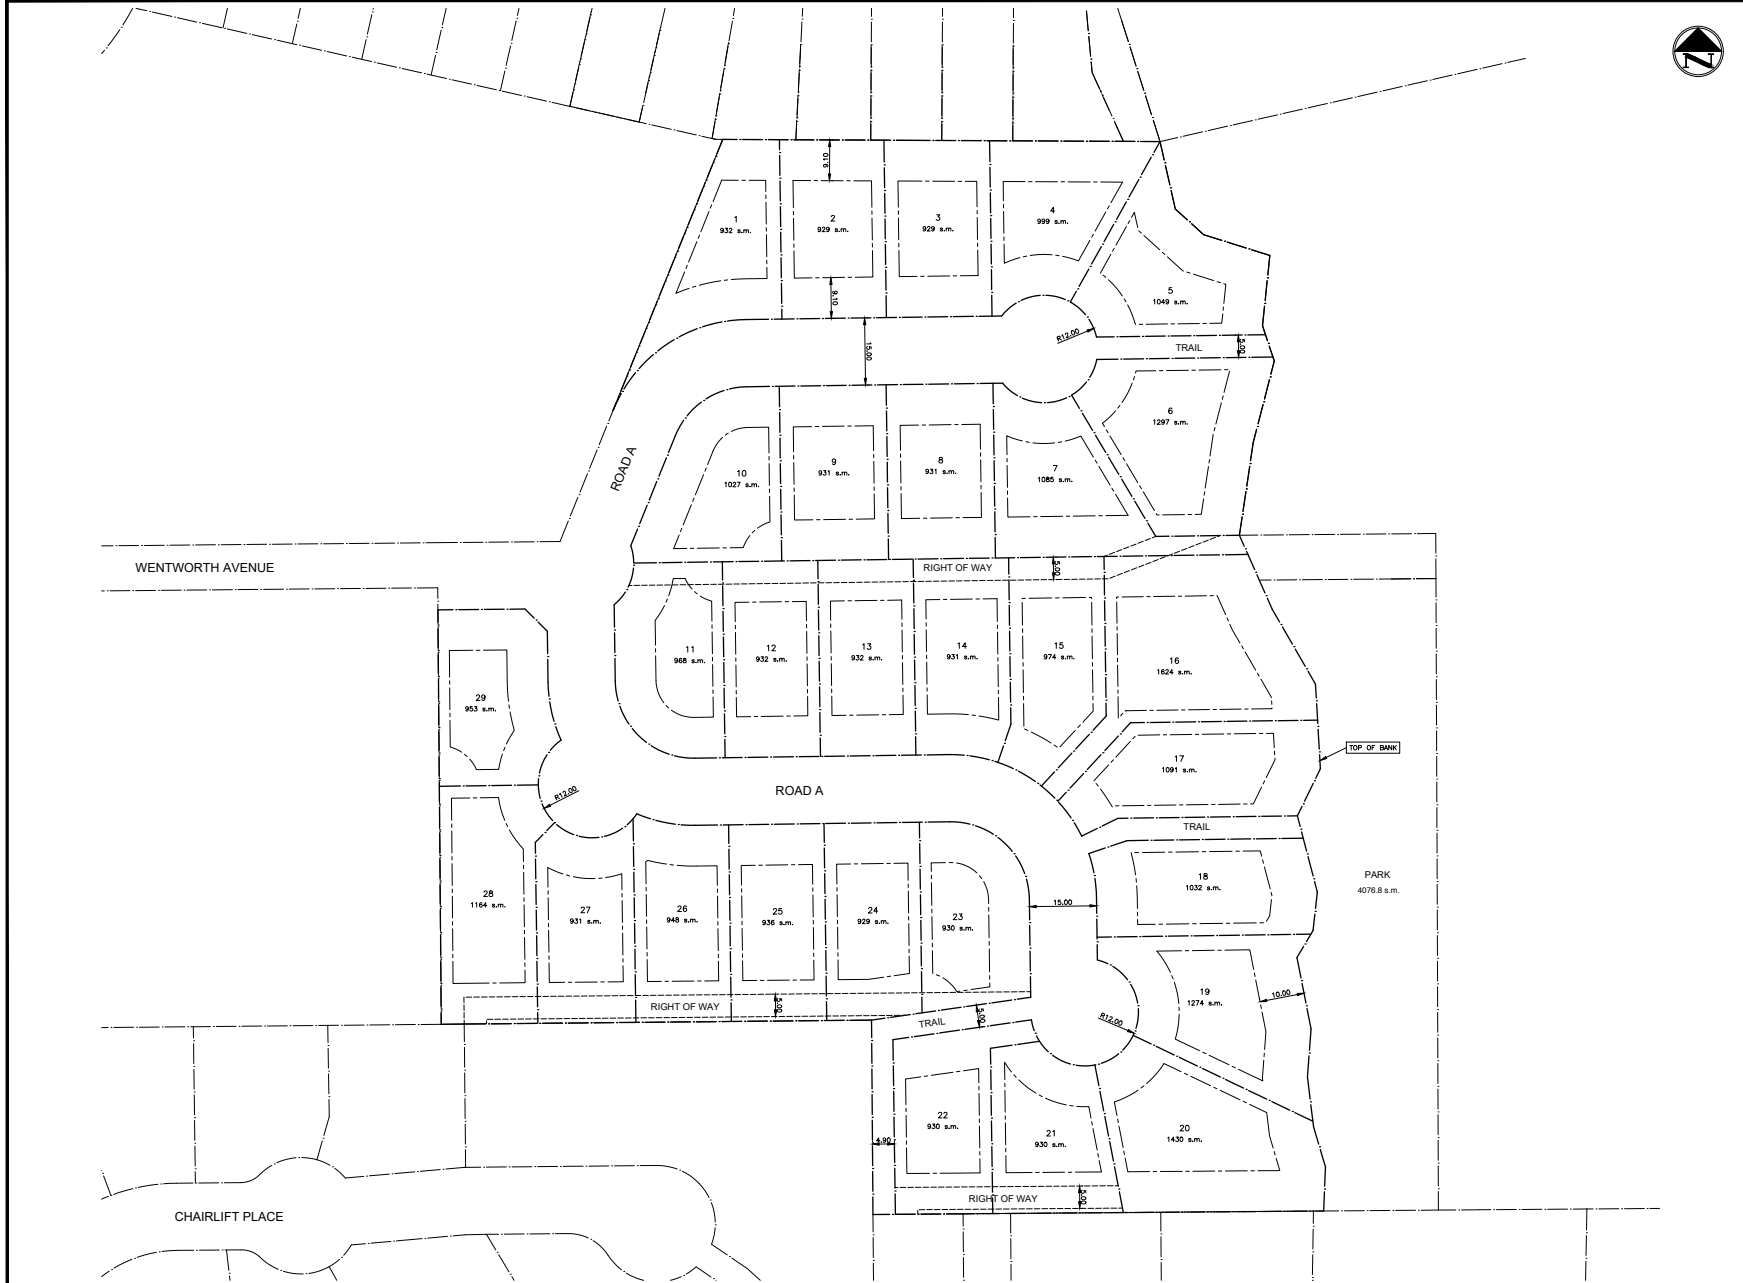 N
9.10
1
932 s.m.
2
929 s.m.
3
929 s.m.
4
999 s.m.
5
1049 s.m.
9.10
R12.00
15.00
TRAIL
5.00
6
1297 s.m.
ROAD A
10
1027 s.m.
9
931 s.m.
8
931 s.m.
7
1085 s.m.
WENTWORTH AVENUE
RIGHT OF WAY
5.00
11
968 s.m.
12
932 s.m.
13
932 s.m.
14
931 s.m.
15
974 s.m.
16
1624 s.m.
29
953 s.m.
TOP OF BANK
17
1091 s.m.
R12.00
ROAD A
TRAIL
PARK
4076.8 s.m.
18
1032 s.m.
28
1164 s.m.
27
931 s.m.
26
948 s.m.
25
936 s.m.
24
929 s.m.
23
930 s.m.
15.00
19
1274 s.m.
10.00
RIGHT OF WAY
5.00
TRAIL
5.00
R12.00
22
930 s.m.
21
930 s.m.
20
1430 s.m.
4.90
RIGHT OF WAY
5.00
CHAIRLIFT PLACE